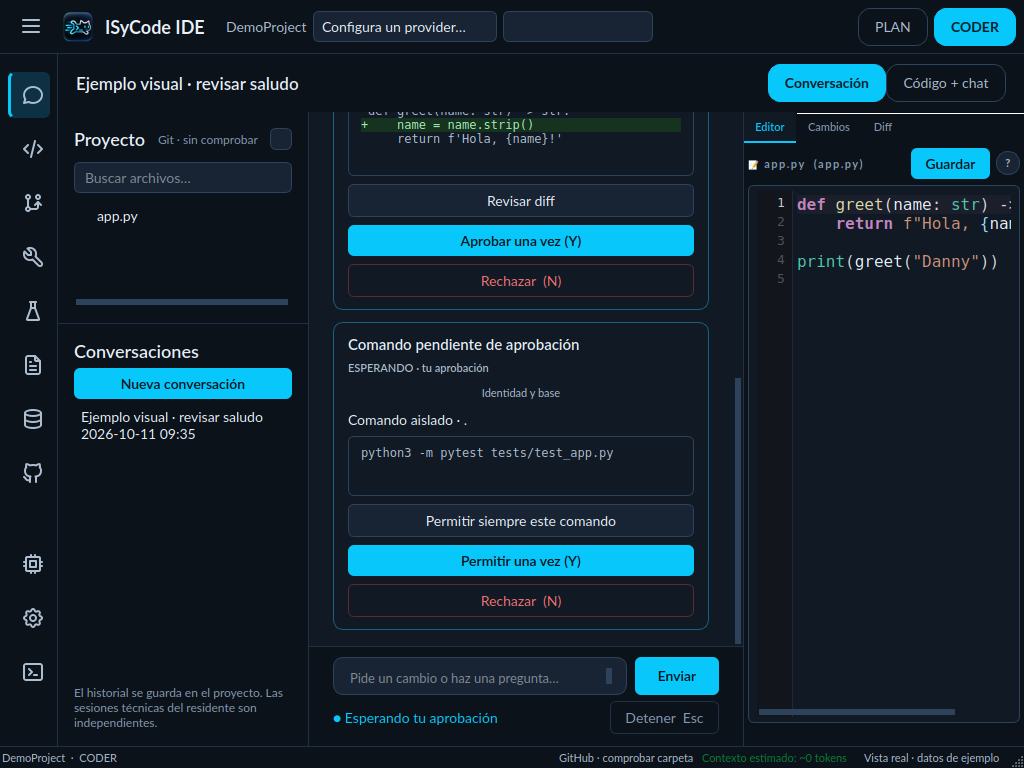 ISyCode IDE
DemoProject
Configura un provider...
PLAN
CODER
Ejemplo visual · revisar saludo
Conversación
Código + chat
Proyecto
Git · sin comprobar
Buscar archivos...
app.py
Conversaciones
Nueva conversación
Ejemplo visual · revisar saludo
2026-10-11 09:35
El historial se guarda en el proyecto. Las
sesiones técnicas del residente son
independientes.
def greet(name: str) -> str:
+    name = name.strip()
     return f'Hola, {name}!'
Revisar diff
Aprobar una vez (Y)
Rechazar (N)
Comando pendiente de aprobación
ESPERANDO · tu aprobación
Identidad y base
Comando aislado · .
python3 -m pytest tests/test_app.py
Permitir siempre este comando
Permitir una vez (Y)
Rechazar (N)
Pide un cambio o haz una pregunta...
Enviar
Esperando tu aprobación
Detener Esc
Editor
Cambios
Diff
app.py (app.py)
Guardar
?
1 def greet(name: str) -
2     return f"Hola, {na
3
4 print(greet("Danny"))
5
DemoProject · CODER
GitHub · comprobar carpeta
Contexto estimado: ~0 tokens
Vista real · datos de ejemplo